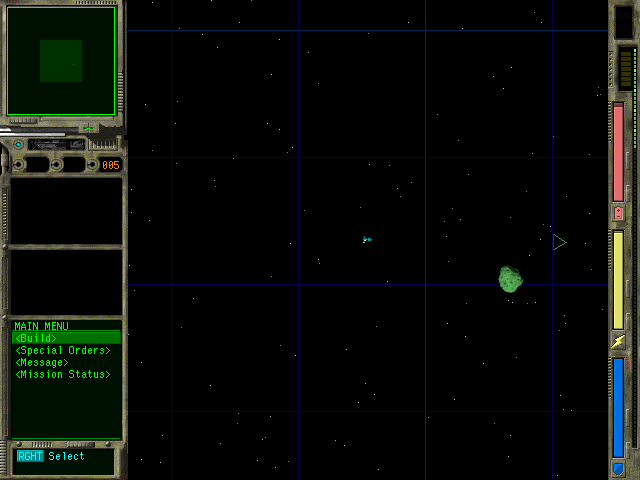 005
MAIN MENU
<Build>
<Special Orders>
<Message>
<Mission Status>
RGHT Select